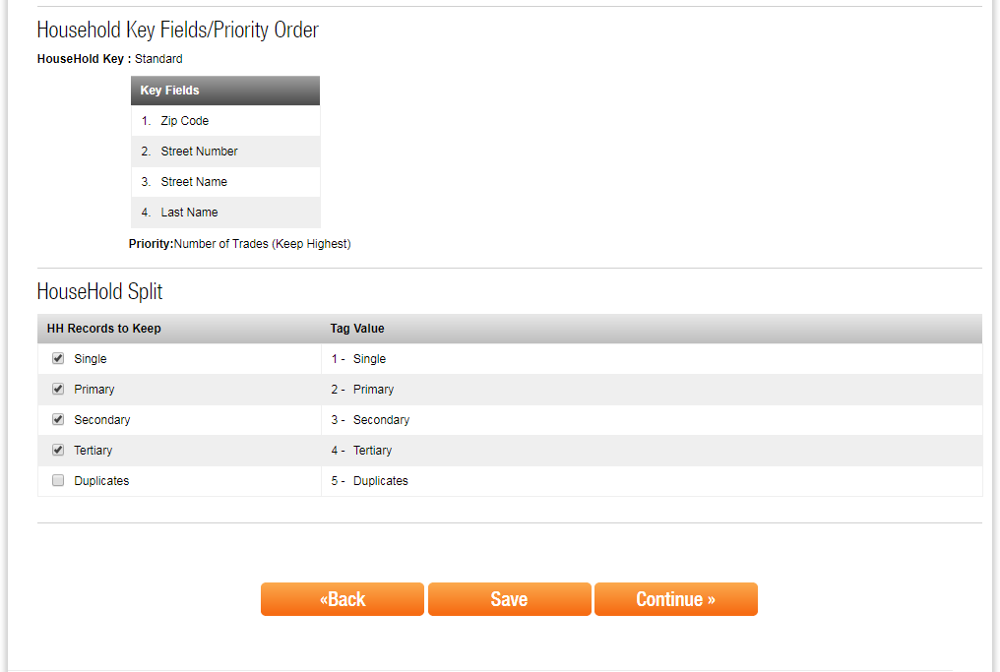 Household Key Fields/Priority Order
HouseHold Key : Standard
Key Fields
1. Zip Code
2. Street Number
3. Street Name
4. Last Name
Priority:Number of Trades (Keep Highest)
HouseHold Split
HH Records to Keep Tag Value
Single 1 - Single
Primary 2 - Primary
Secondary 3 - Secondary
Tertiary 4 - Tertiary
Duplicates 5 - Duplicates
«Back Save Continue »